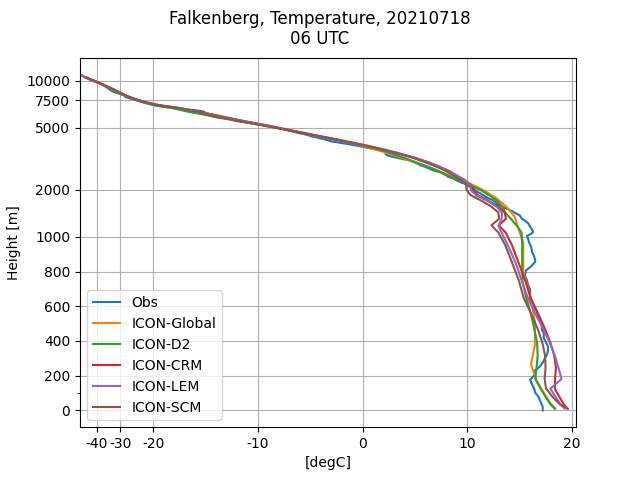 Falkenberg, Temperature, 20210718
06 UTC
10000
7500
5000
2000
1000
800
600
400
200
0
Height [m]
Obs
ICON-Global
ICON-D2
ICON-CRM
ICON-LEM
ICON-SCM
-40 -30 -20 -10 0 10 20
[degC]